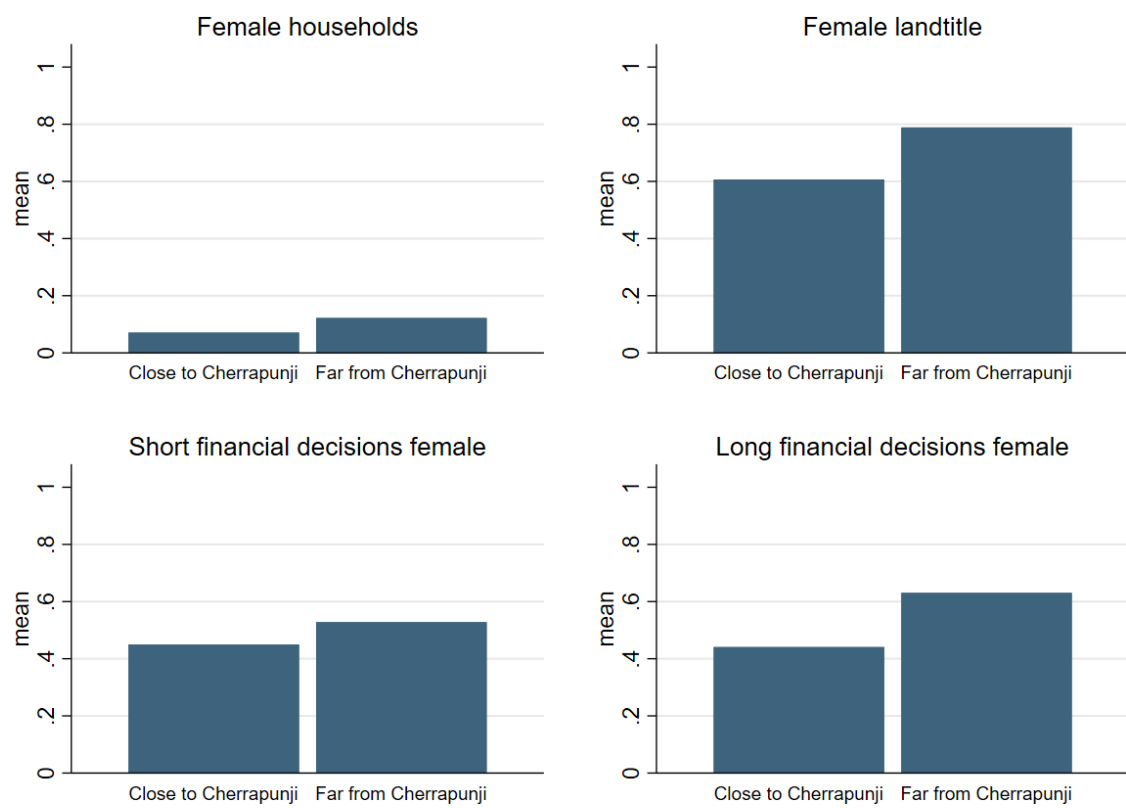 Female households
mean
1
.8
.6
.4
.2
0
Close to Cherrapunji Far from Cherrapunji
Female landtitle
mean
1
.8
.6
.4
.2
0
Close to Cherrapunji Far from Cherrapunji
Short financial decisions female
mean
1
.8
.6
.4
.2
0
Close to Cherrapunji Far from Cherrapunji
Long financial decisions female
mean
1
.8
.6
.4
.2
0
Close to Cherrapunji Far from Cherrapunji